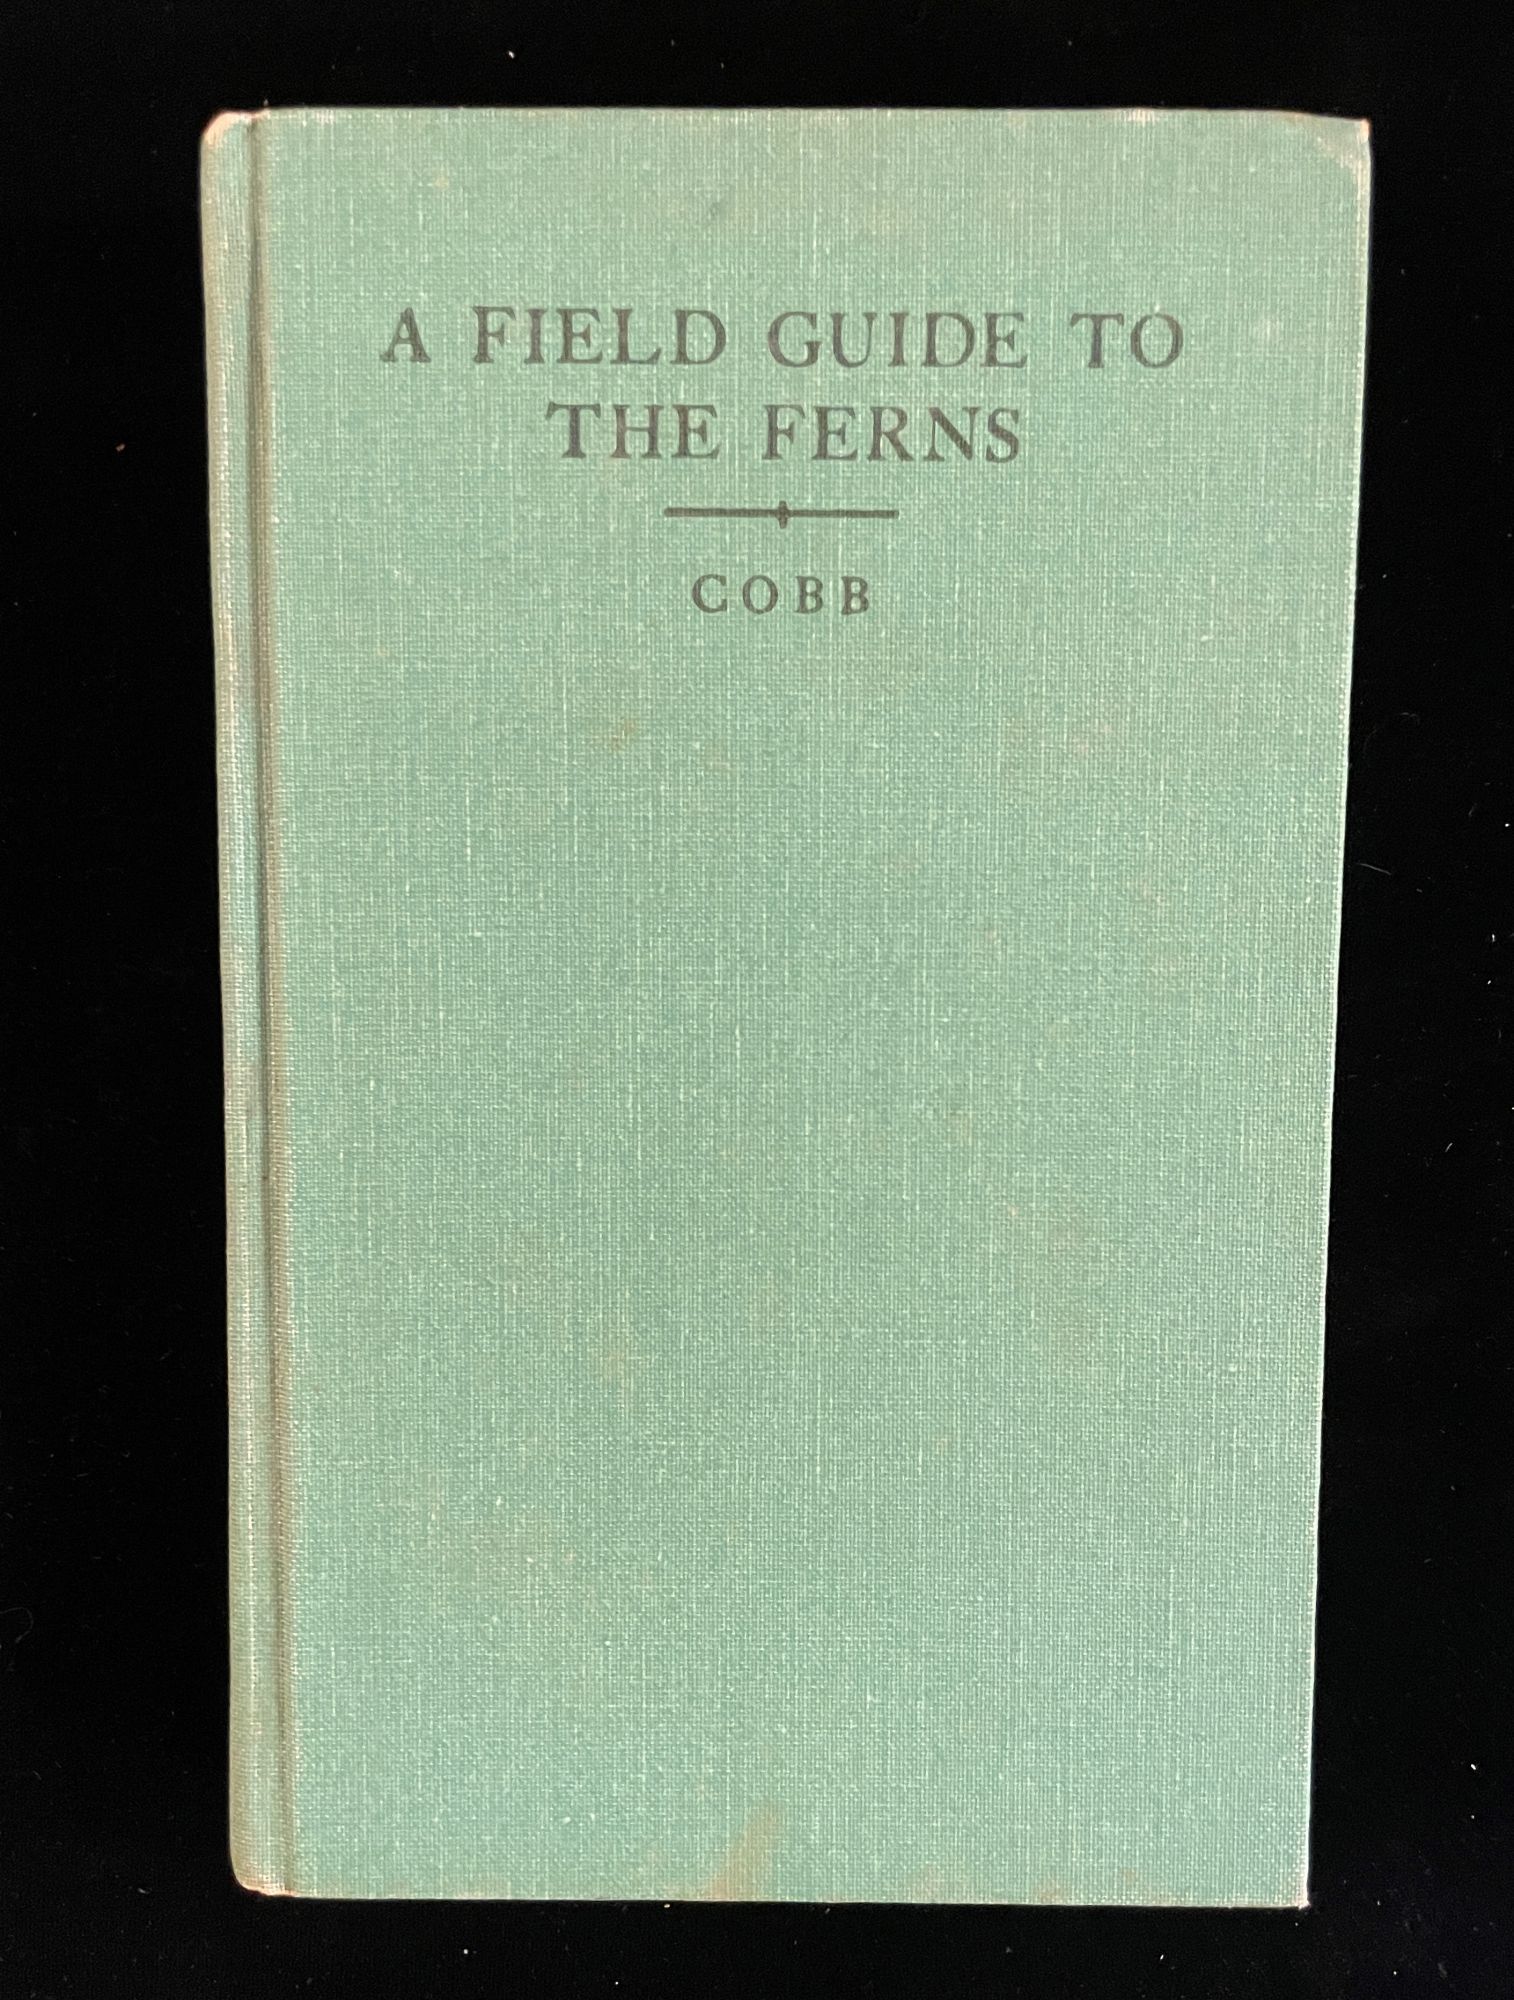 A FIELD GUIDE TO
THE FERNS
COBB